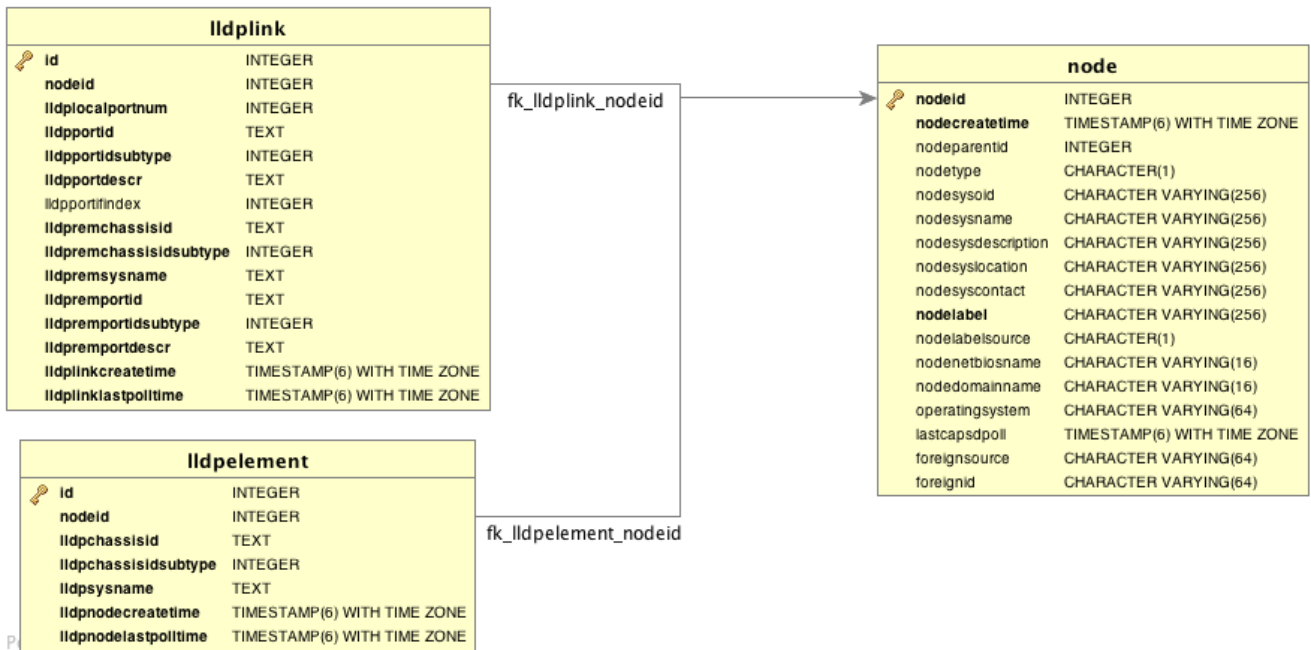 lldplink
id INTEGER
nodeid INTEGER
lldplocalportnum INTEGER
lldpportid TEXT
lldpportidsubtype INTEGER
lldpportdescr TEXT
lldpportifindex INTEGER
lldpremchassisid TEXT
lldpremchassisidsubtype INTEGER
lldpremsysname TEXT
lldpremportid TEXT
lldpremportidsubtype INTEGER
lldpremportdescr TEXT
lldplinkcreatetime TIMESTAMP(6) WITH TIME ZONE
lldplinklastpolltime TIMESTAMP(6) WITH TIME ZONE
fk_lldplink_nodeid
node
nodeid INTEGER
nodecreatetime TIMESTAMP(6) WITH TIME ZONE
nodeparentid INTEGER
nodetype CHARACTER(1)
nodesysoid CHARACTER VARYING(256)
nodesysname CHARACTER VARYING(256)
nodesysdescription CHARACTER VARYING(256)
nodesyslocation CHARACTER VARYING(256)
nodesyscontact CHARACTER VARYING(256)
nodelabel CHARACTER VARYING(256)
nodelabelsource CHARACTER(1)
nodenetbiosname CHARACTER VARYING(16)
nodedomainname CHARACTER VARYING(16)
operatingsystem CHARACTER VARYING(64)
lastcapsdpoll TIMESTAMP(6) WITH TIME ZONE
foreignsource CHARACTER VARYING(64)
foreignid CHARACTER VARYING(64)
lldpelement
id INTEGER
nodeid INTEGER
lldpchassisid TEXT
lldpchassisidsubtype INTEGER
lldpsysname TEXT
lldpnodecreatetime TIMESTAMP(6) WITH TIME ZONE
lldpnodelastpolltime TIMESTAMP(6) WITH TIME ZONE
fk_lldpelement_nodeid